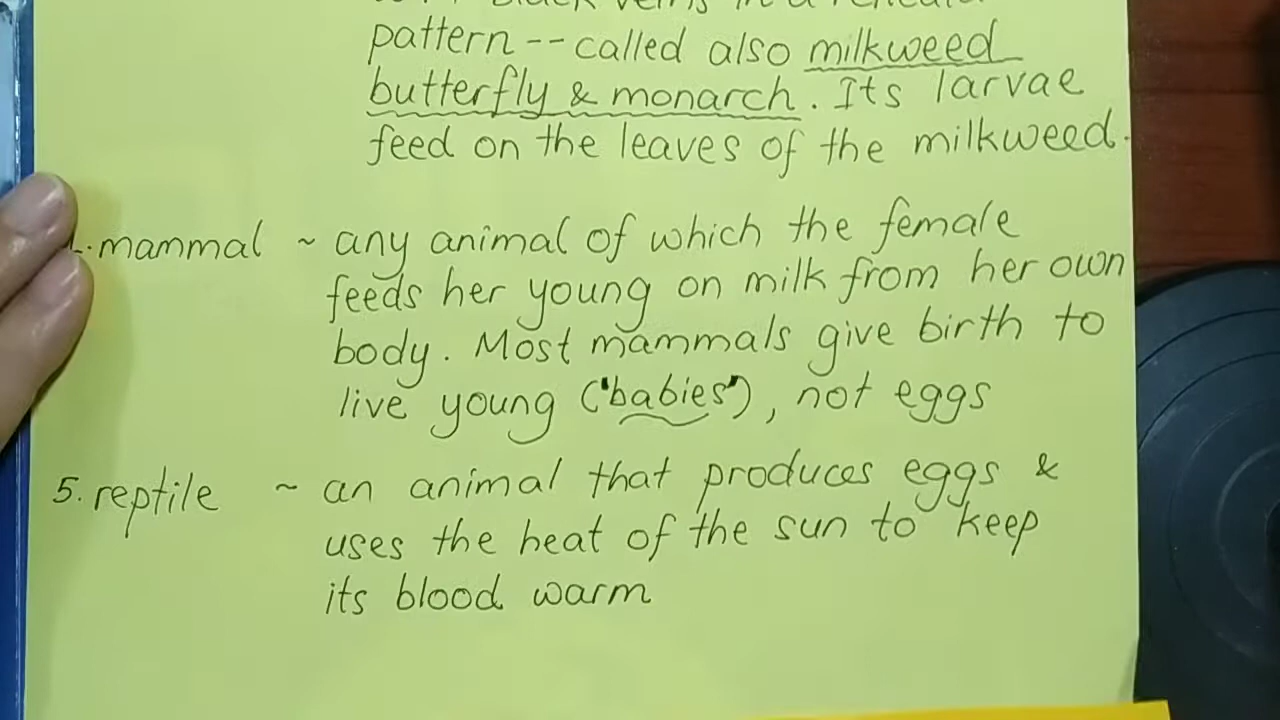 black veins in a
pattern -- called also milkweed
butterfly & monarch. Its larvae
feed on the leaves of the milkweed.
mammal ~ any animal of which the female
feeds her young on milk from her own
body. Most mammals give birth to
live young ("babies"), not eggs
5. reptile ~ an animal that produces eggs &
uses the heat of the sun to keep
its blood warm